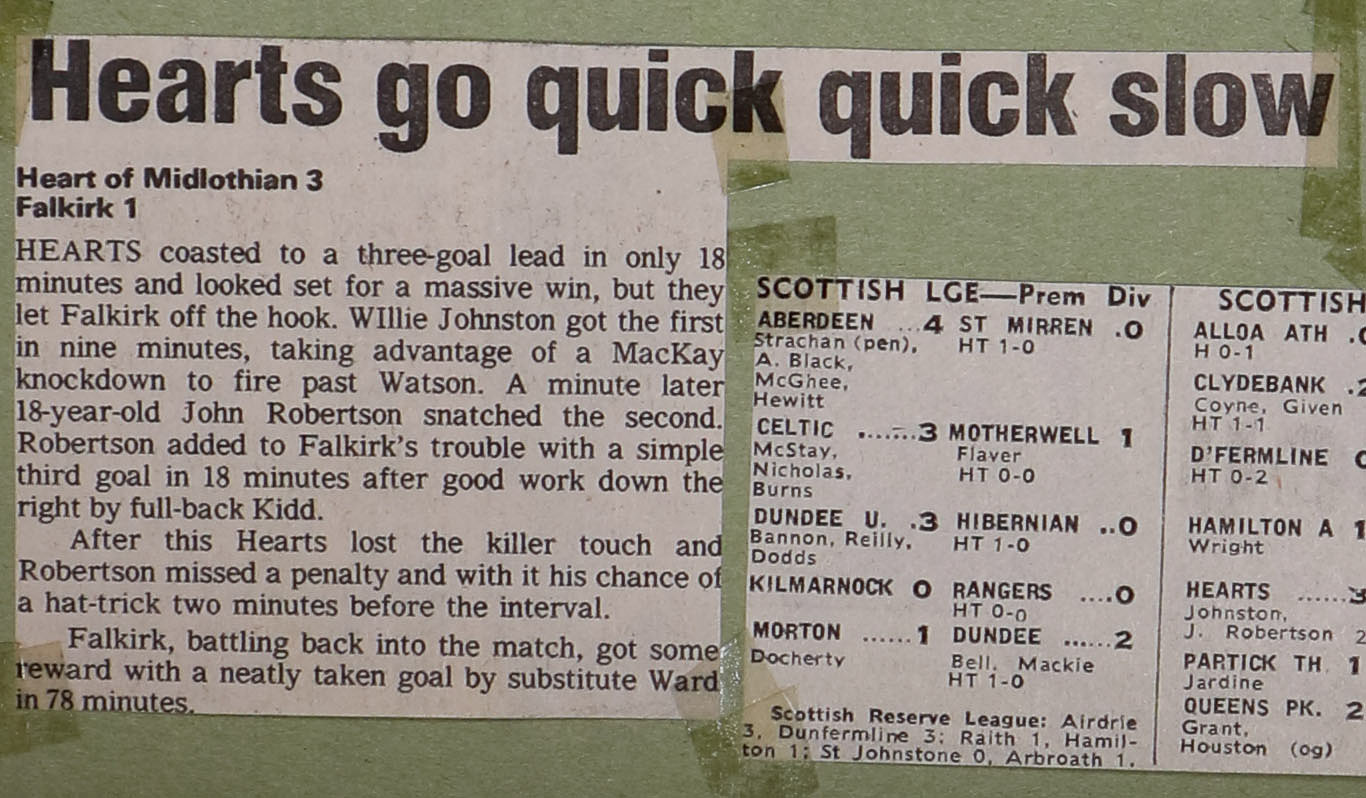 Hearts go quick quick slow
Heart of Midlothian 3
Falkirk 1
HEARTS coasted to a three-goal lead in only 18
minutes and looked set for a massive win, but they
let Falkirk off the hook. WIllie Johnston got the first
in nine minutes, taking advantage of a MacKay
knockdown to fire past Watson. A minute later
18-year-old John Robertson snatched the second.
Robertson added to Falkirk's trouble with a simple
third goal in 18 minutes after good work down the
right by full-back Kidd.
After this Hearts lost the killer touch and
Robertson missed a penalty and with it his chance of
a hat-trick two minutes before the interval.
Falkirk, battling back into the match, got some
reward with a neatly taken goal by substitute Ward
in 78 minutes.
SCOTTISH LGE—Prem Div
ABERDEEN ...4 ST MIRREN .0
Strachan (pen), HT 1-0
A. Black,
McGhee,
Hewitt
CELTIC .......3 MOTHERWELL 1
McStay, Flaver
Nicholas, HT 0-0
Burns
DUNDEE U. .3 HIBERNIAN ..0
Bannon, Reilly, HT 1-0
Dodds
KILMARNOCK 0 RANGERS ....0
HT 0-0
MORTON ......1 DUNDEE ......2
Docherty Bell, Mackie
HT 1-0
Scottish Reserve League: Airdrie
3, Dunfermline 3; Raith 1, Hamil-
ton 1; St Johnstone 0, Arbroath 1.
SCOTTISH
ALLOA ATH .0
H 0-1
CLYDEBANK .2
Coyne, Given
HT 1-1
D'FERMLINE 0
HT 0-2
HAMILTON A 1
Wright
HEARTS ......3
Johnston,
J. Robertson 2
PARTICK TH 1
Jardine
QUEENS PK. 2
Grant,
Houston (og)